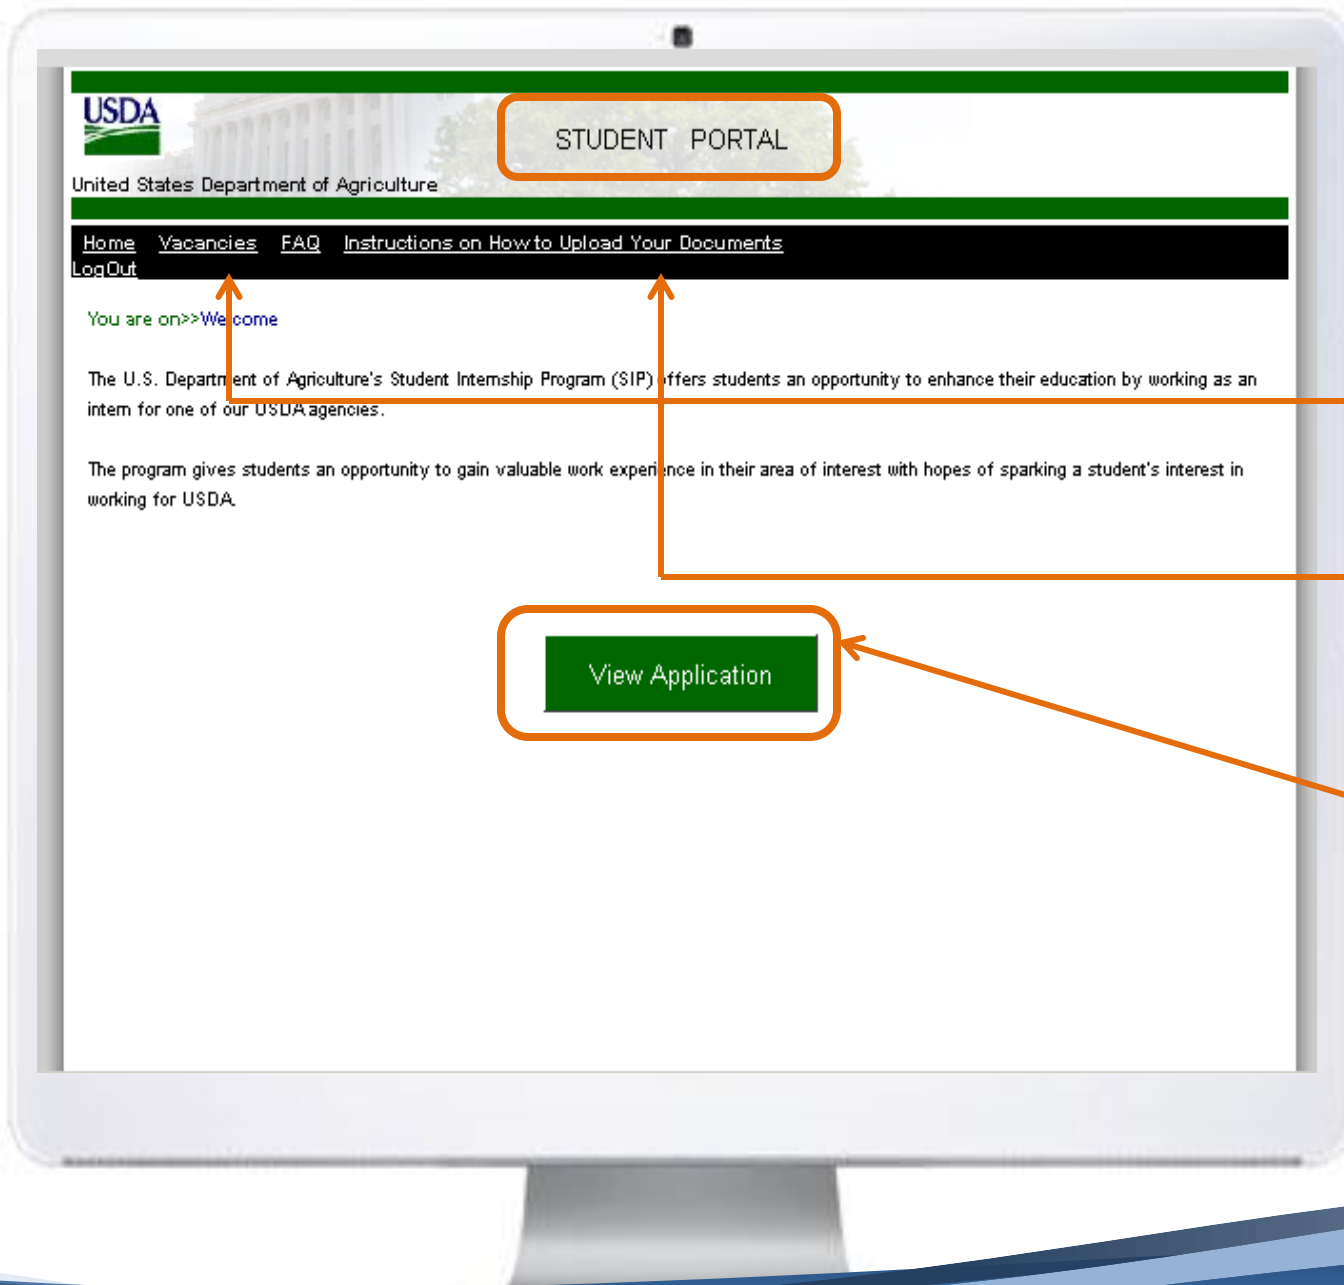 USDA
STUDENT PORTAL
United States Department of Agriculture
Home Vacancies FAQ Instructions on How to Upload Your Documents
LogOut
You are on>>Welcome
The U.S. Department of Agriculture's Student Internship Program (SIP) offers students an opportunity to enhance their education by working as an
intern for one of our USDA agencies.
The program gives students an opportunity to gain valuable work experience in their area of interest with hopes of sparking a student's interest in
working for USDA.
View Application